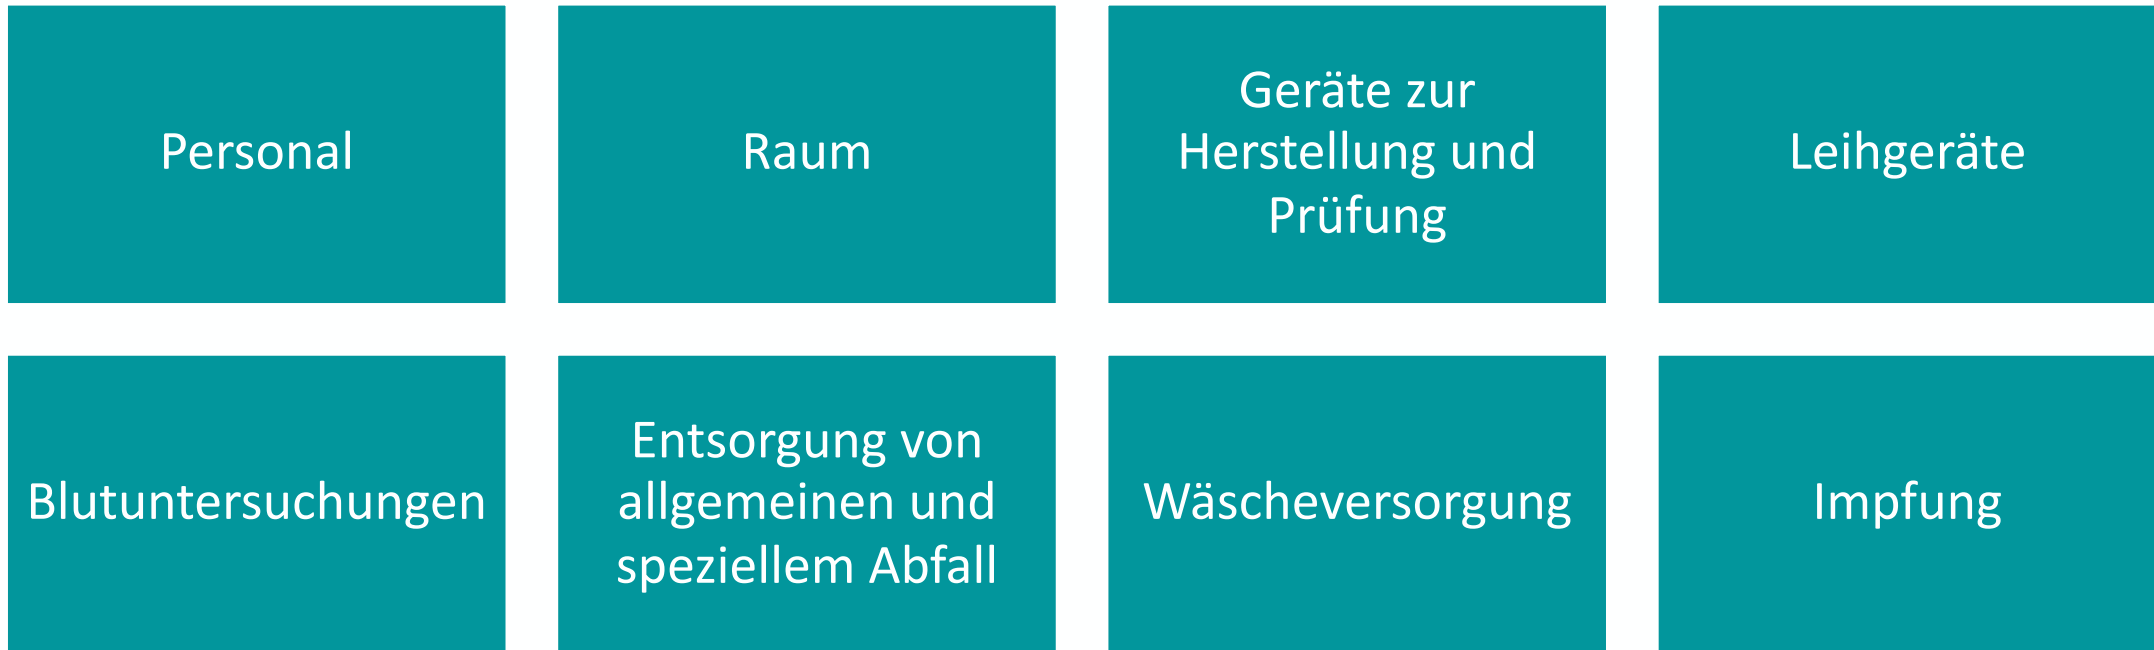 Personal
Raum
Geräte zur
Herstellung und
Prüfung
Leihgeräte
Blutuntersuchungen
Entsorgung von
allgemeinen und
speziellem Abfall
Wäscheversorgung
Impfung